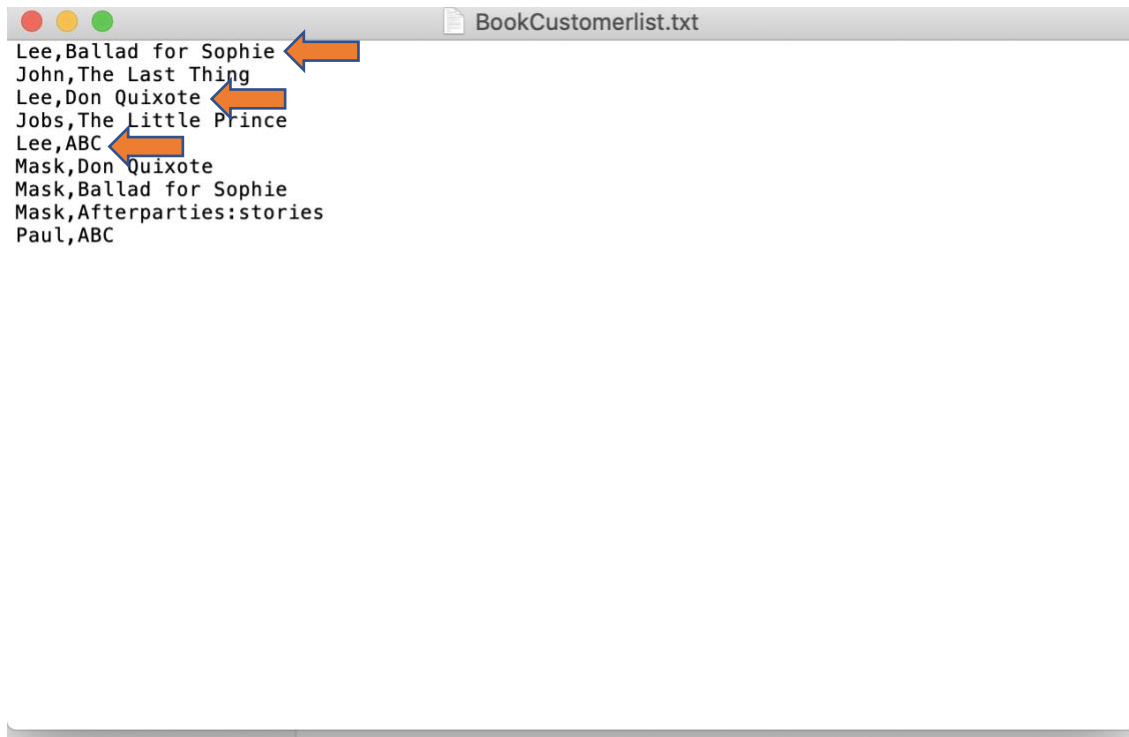 BookCustomerlist.txt
Lee,Ballad for Sophie
John,The Last Thing
Lee,Don Quixote
Jobs,The Little Prince
Lee,ABC
Mask,Don Quixote
Mask,Ballad for Sophie
Mask,Afterparties:stories
Paul,ABC